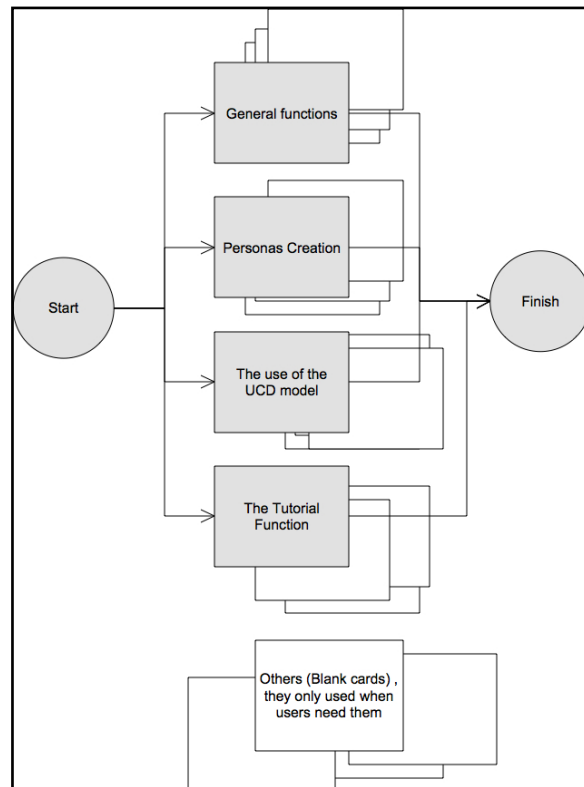 General functions
Personas Creation
Start
Finish
The use of the
UCD model
The Tutorial
Function
Others (Blank cards) ,
they only used when
users need them